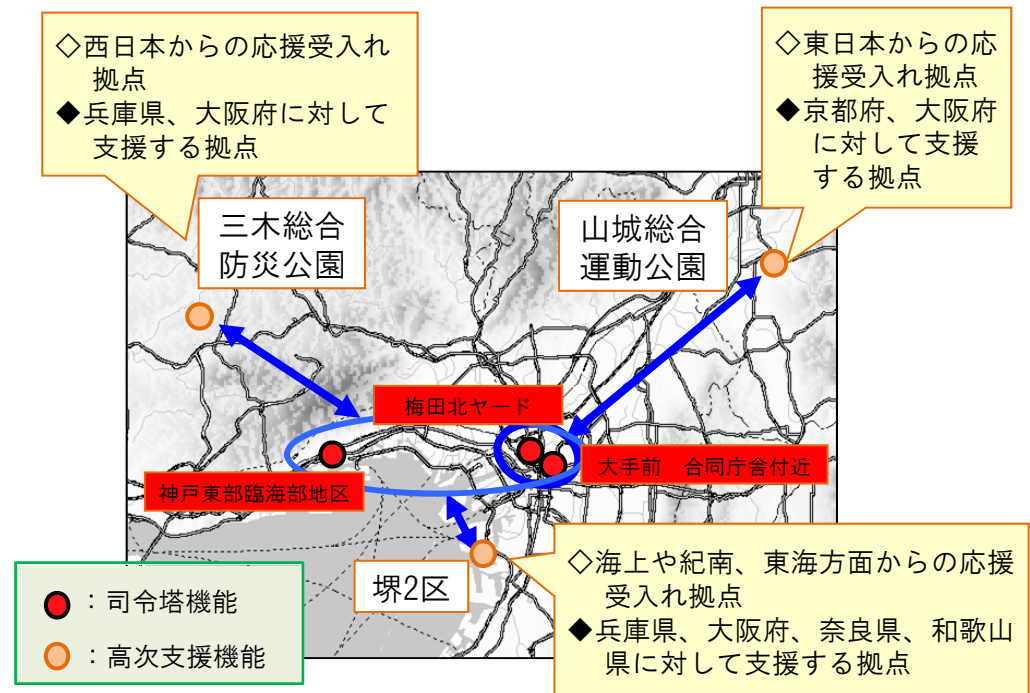 ◇西日本からの応援受入れ
拠点
◆兵庫県、大阪府に対して
支援する拠点
◇東日本からの応
援受入れ拠点
◆京都府、大阪府
に対して支援
する拠点
三木総合
防災公園
山城総合
運動公園
梅田北ヤード
神戸東部臨海部地区
大手前　合同庁舎付近
堺2区
◇海上や紀南、東海方面からの応援
受入れ拠点
◆兵庫県、大阪府、奈良県、和歌山
県に対して支援する拠点
：司令塔機能
：高次支援機能